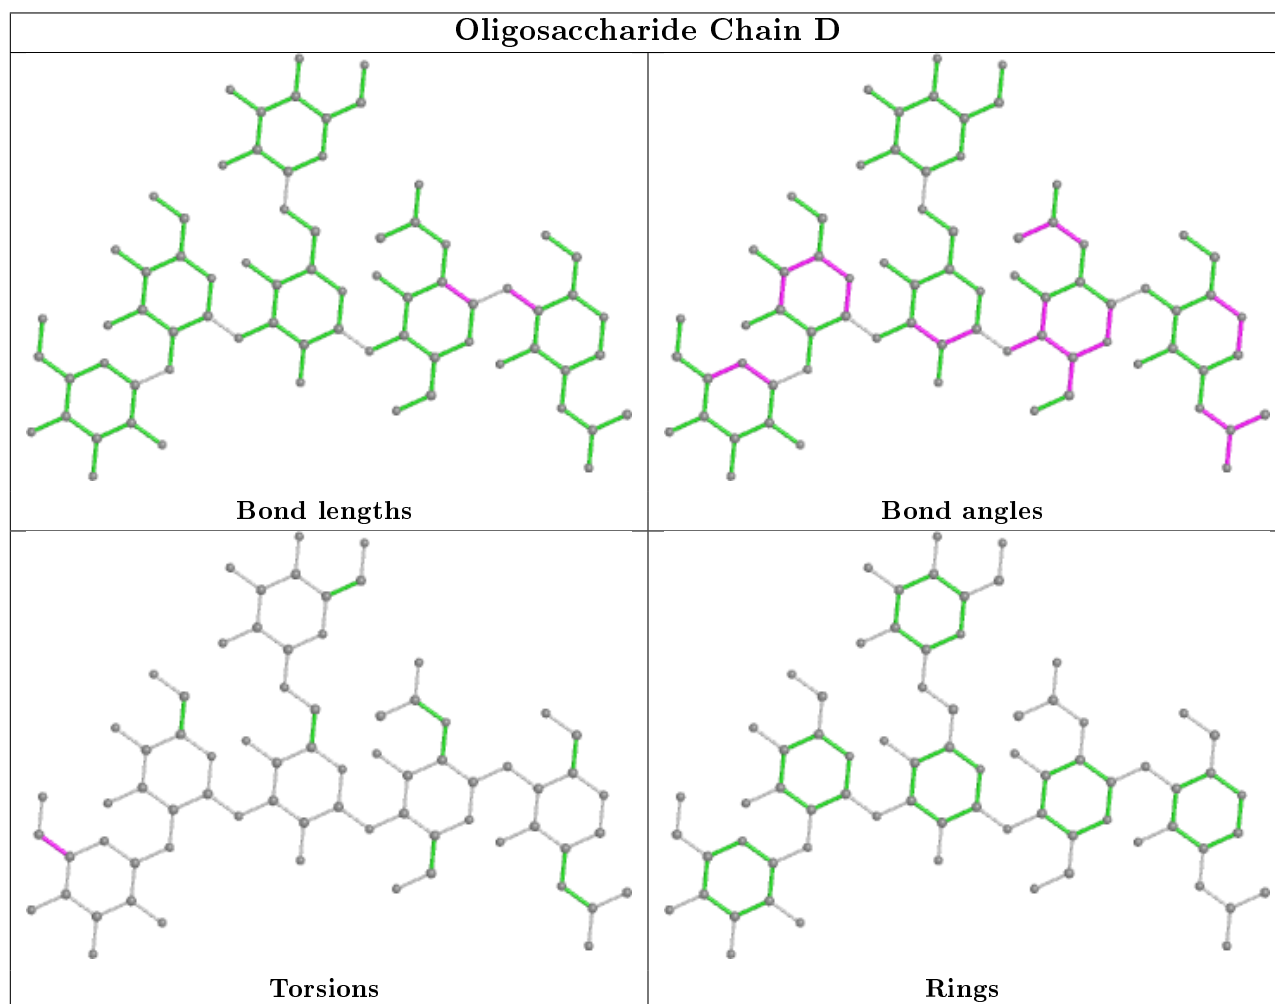 Oligosaccharide Chain D
Bond lengths
Bond angles
Torsions
Rings